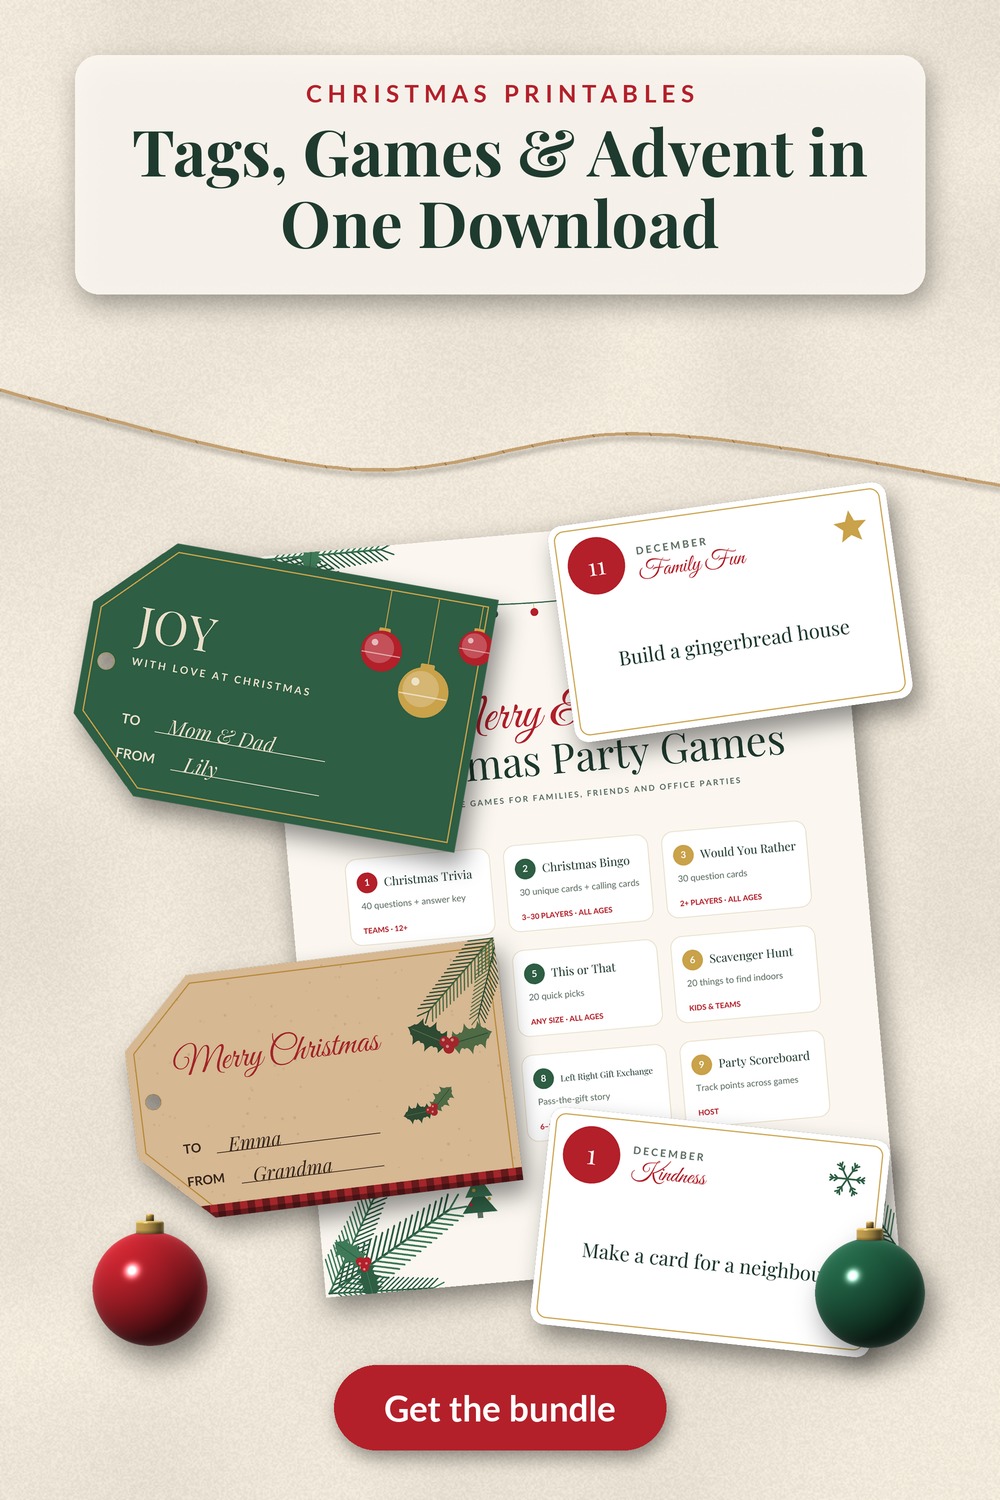 CHRISTMAS PRINTABLES
Tags, Games & Advent in
One Download
11
DECEMBER
Family Fun
Build a gingerbread house
JOY
WITH LOVE AT CHRISTMAS
TO Mom & Dad
FROM Lily
Merry &
mas Party Games
GAMES FOR FAMILIES, FRIENDS AND OFFICE PARTIES
1 Christmas Trivia
40 questions + answer key
TEAMS · 12+
2 Christmas Bingo
30 unique cards + calling cards
3–30 PLAYERS · ALL AGES
3 Would You Rather
30 question cards
2+ PLAYERS · ALL AGES
5 This or That
20 quick picks
ANY SIZE · ALL AGES
6 Scavenger Hunt
20 things to find indoors
KIDS & TEAMS
8 Left Right Gift Exchange
Pass-the-gift story
6-
9 Party Scoreboard
Track points across games
HOST
Merry Christmas
TO Emma
FROM Grandma
1
DECEMBER
Kindness
Make a card for a neighbou
Get the bundle